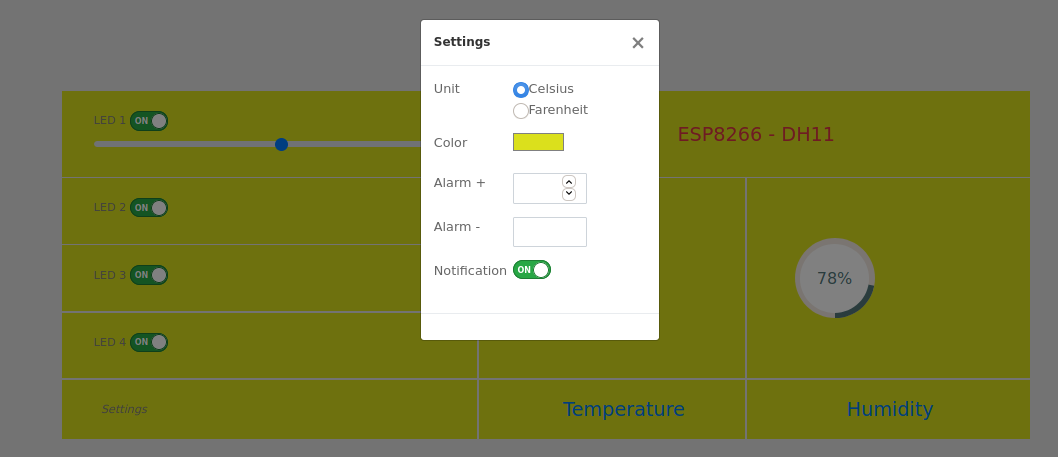 Settings ×
Unit Celsius
Farenheit
Color
Alarm +
Alarm -
Notification ON
LED 1 ON
ESP8266 - DH11
LED 2 ON
LED 3 ON
78%
LED 4 ON
Settings
Temperature
Humidity